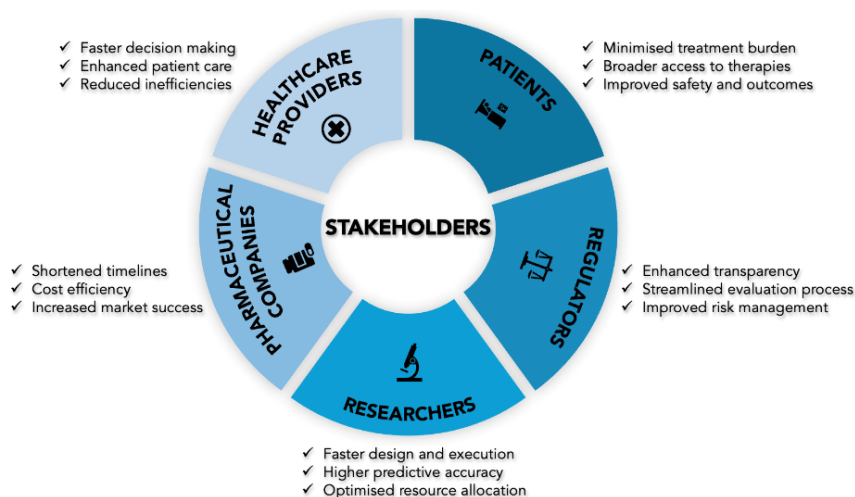 Faster decision making
Enhanced patient care
Reduced inefficiencies
HEALTHCARE
PROVIDERS
PATIENTS
Minimised treatment burden
Broader access to therapies
Improved safety and outcomes
STAKEHOLDERS
PHARMACEUTICAL
COMPANIES
Shortened timelines
Cost efficiency
Increased market success
REGULATORS
Enhanced transparency
Streamlined evaluation process
Improved risk management
RESEARCHERS
Faster design and execution
Higher predictive accuracy
Optimised resource allocation